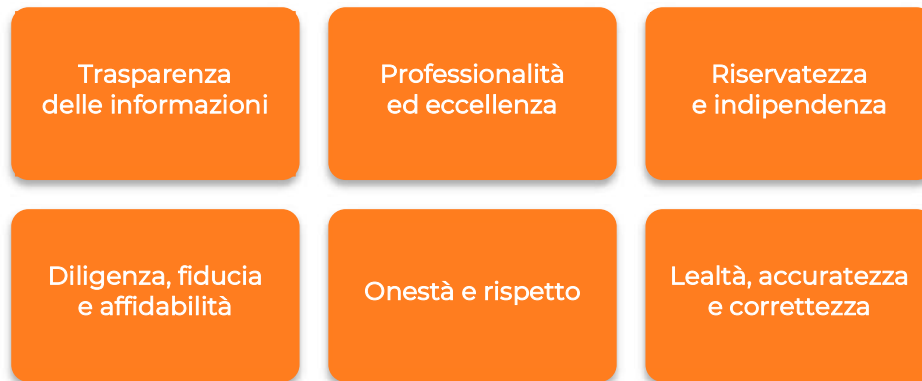 Trasparenza
delle informazioni
Professionalità
ed eccellenza
Riservatezza
e indipendenza
Diligenza, fiducia
e affidabilità
Onestà e rispetto
Lealtà, accuratezza
e correttezza